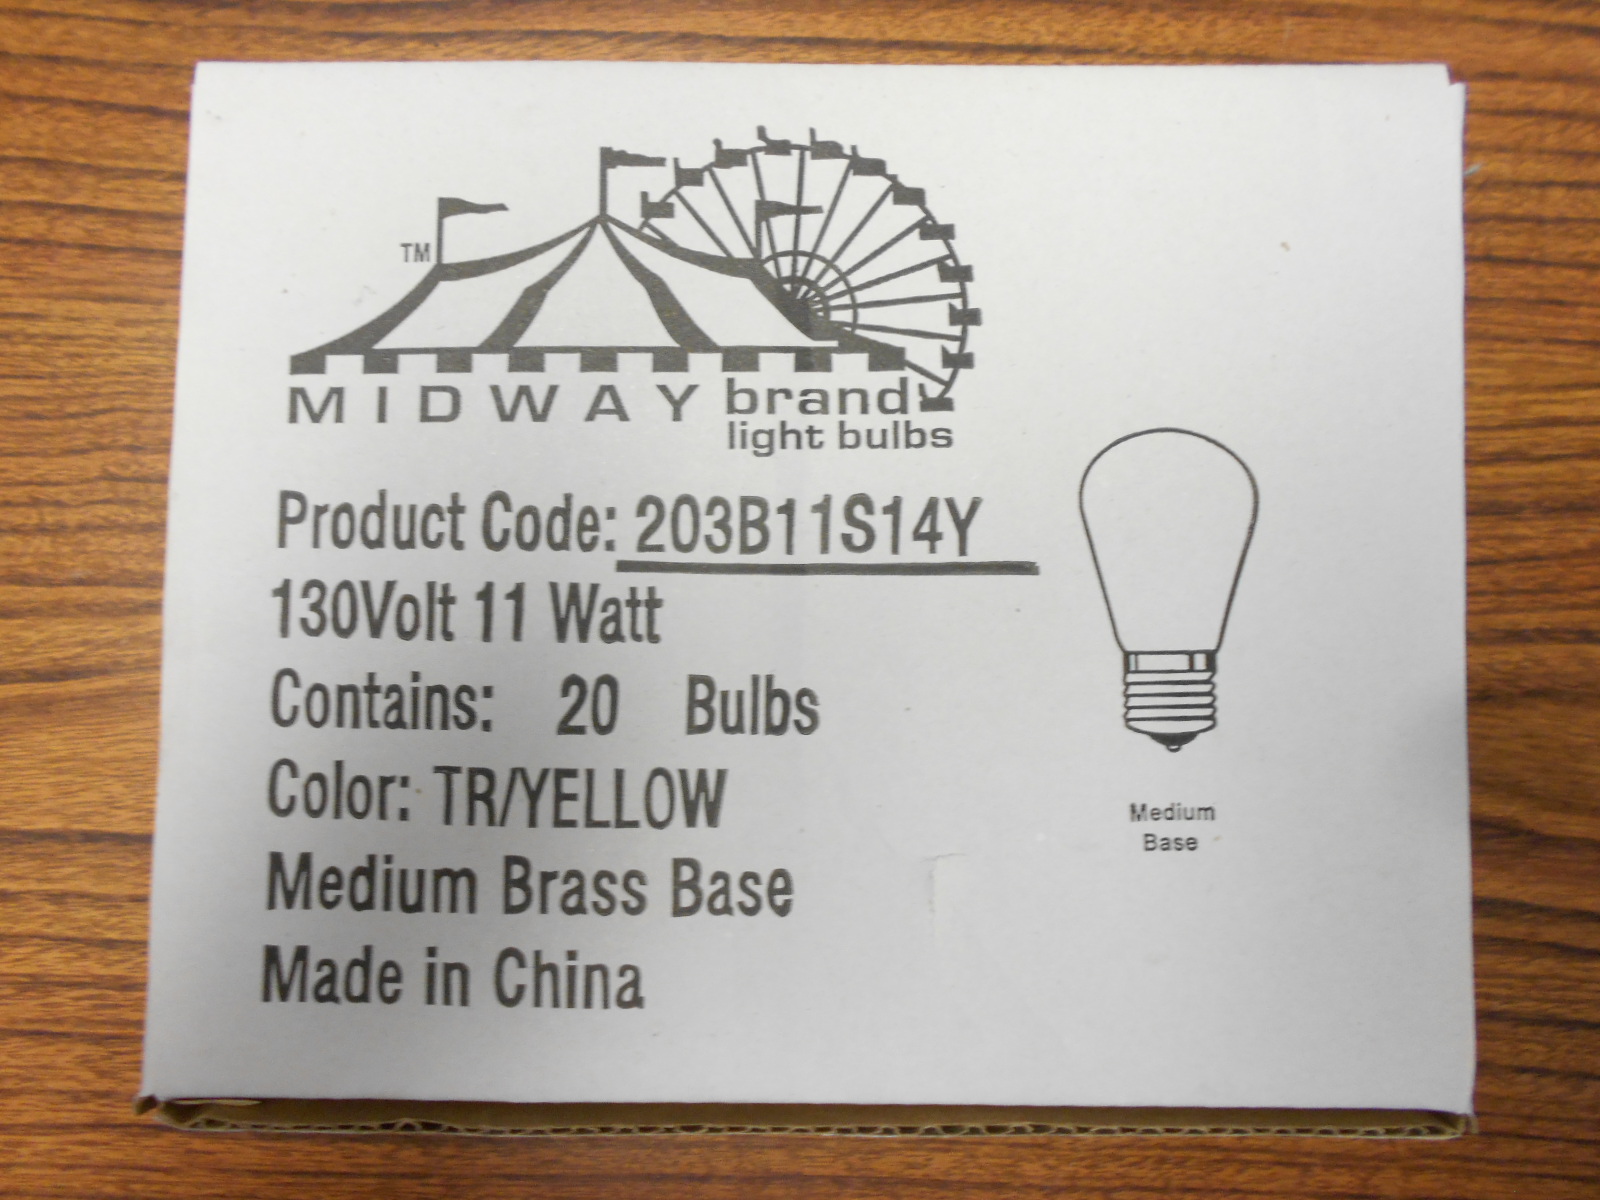 TM
MIDWAY brand
light bulbs
Product Code: 203B11S14Y
130Volt 11 Watt
Contains: 20 Bulbs
Color: TR/YELLOW
Medium Brass Base
Made in China
Medium
Base